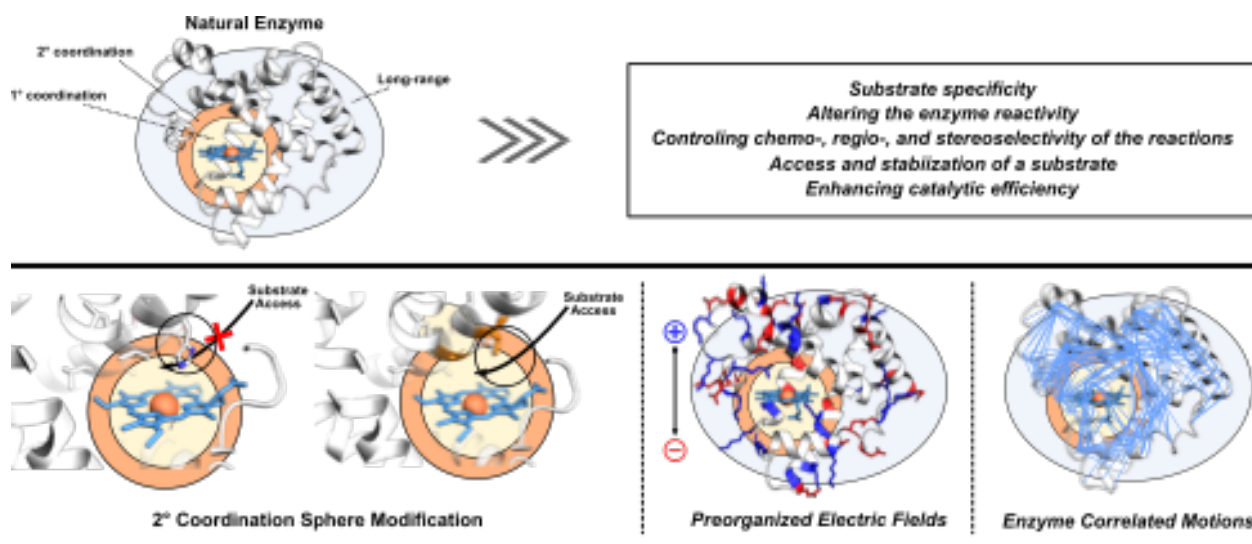 Natural Enzyme
2° coordination
1° coordination
Long-range
Substrate specificity
Altering the enzyme reactivity
Controling chemo-, regio-, and stereoselectivity of the reactions
Access and stabilization of a substrate
Enhancing catalytic efficiency
Substrate
Access
Substrate
Access
+
−
2° Coordination Sphere Modification
Preorganized Electric Fields
Enzyme Correlated Motions